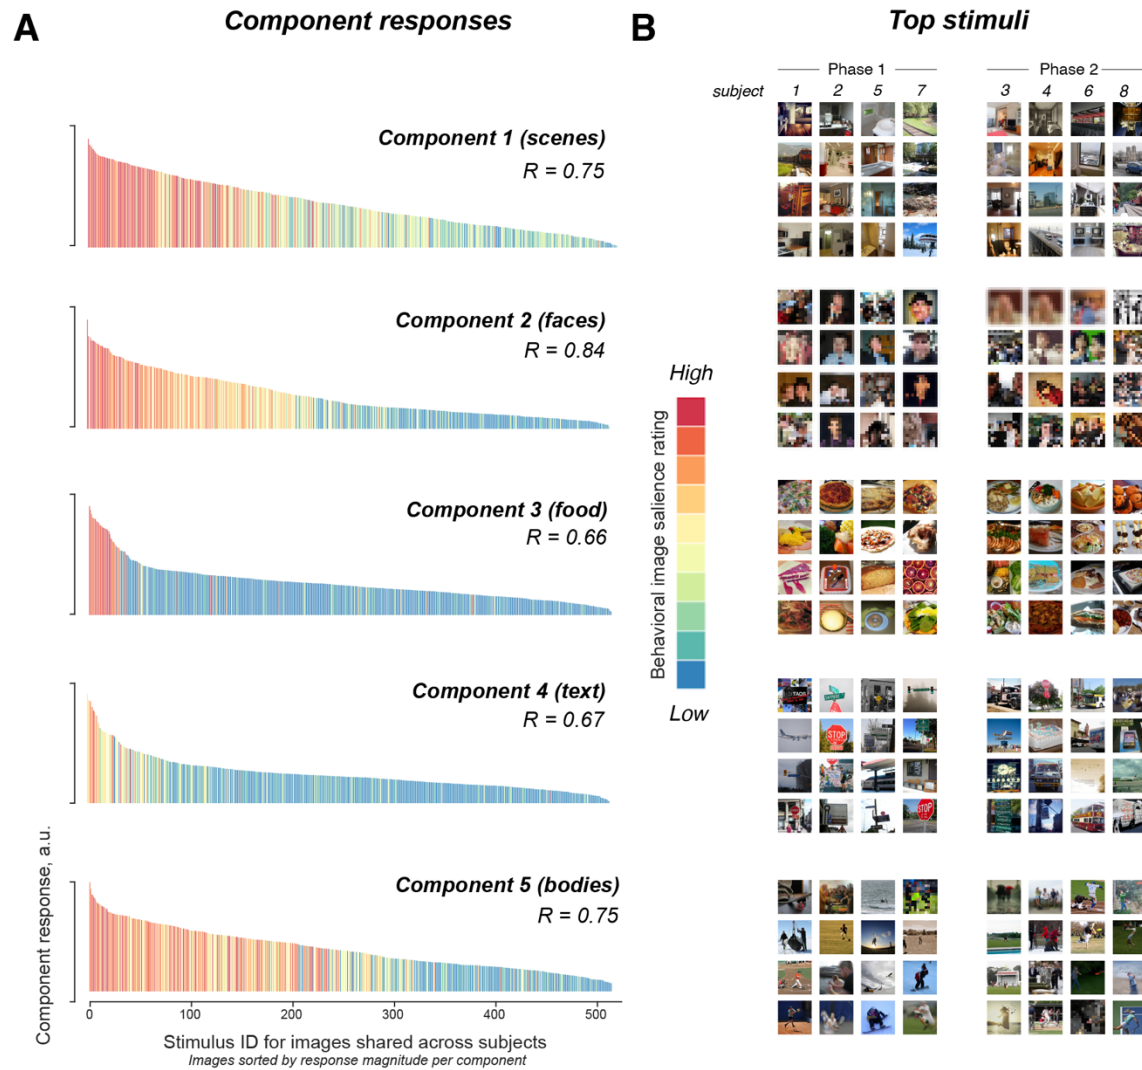 A
Component responses
B
Top stimuli
Phase 1
Phase 2
subject
1 2 5 7
3 4 6 8
Component 1 (scenes)
R = 0.75
Component 2 (faces)
R = 0.84
High
Behavioral image salience rating
Low
Component 3 (food)
R = 0.66
Component 4 (text)
R = 0.67
STOP
STOP
Component 5 (bodies)
R = 0.75
Component response, a.u.
0 100 200 300 400 500
Stimulus ID for images shared across subjects
Images sorted by response magnitude per component